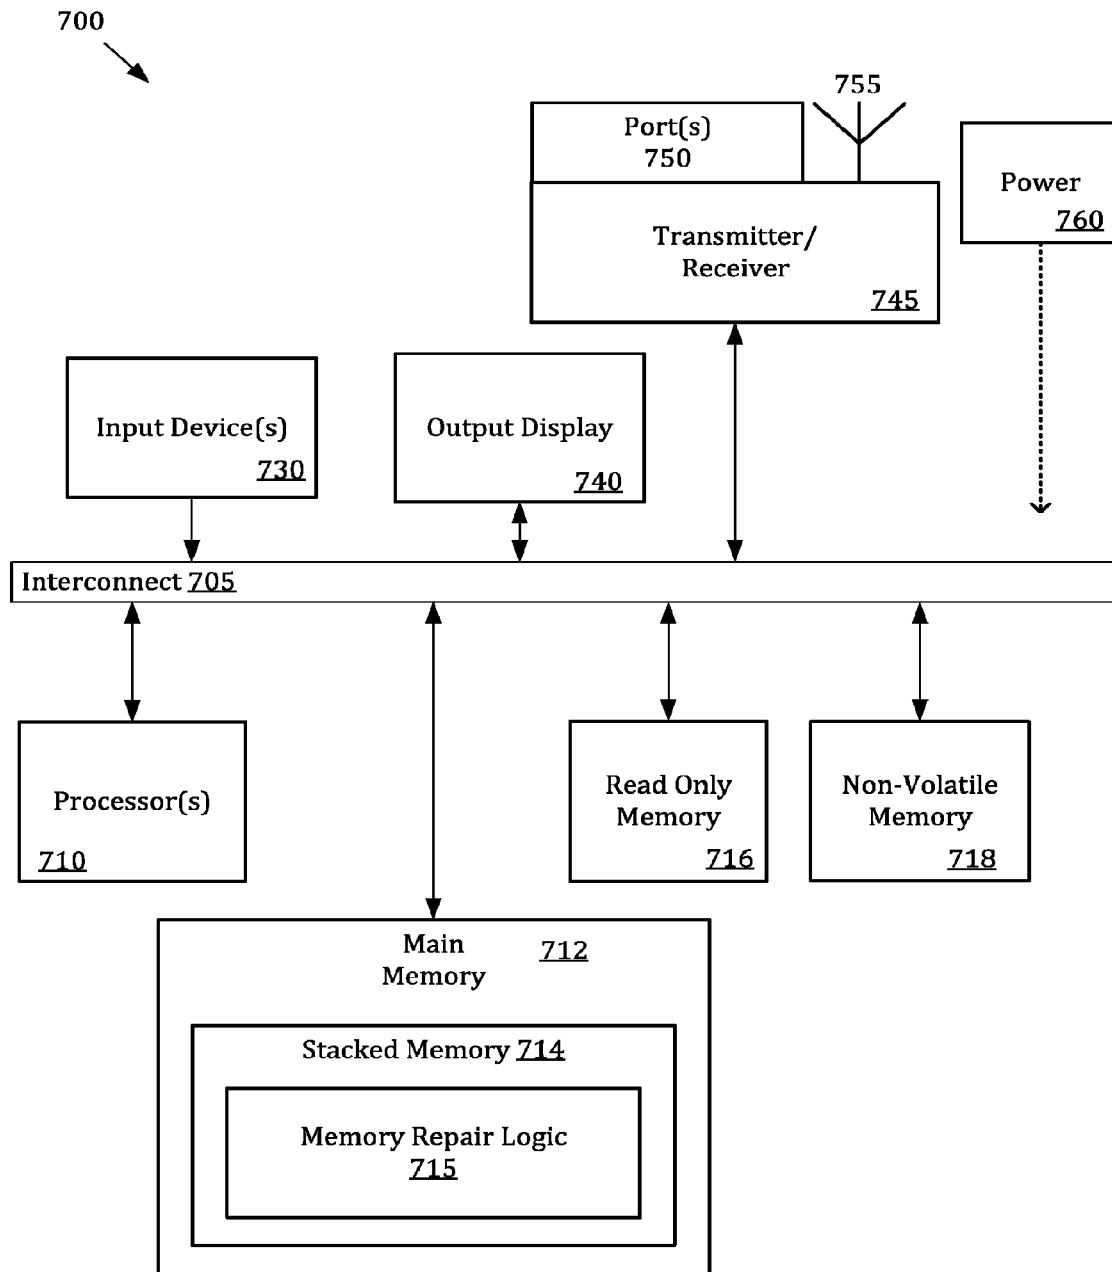 700
755
Port(s)
750
Power
760
Transmitter/
Receiver
745
Input Device(s)
730
Output Display
740
Interconnect 705
Processor(s)
710
Read Only
Memory
716
Non-Volatile
Memory
718
Main
Memory
712
Stacked Memory 714
Memory Repair Logic
715